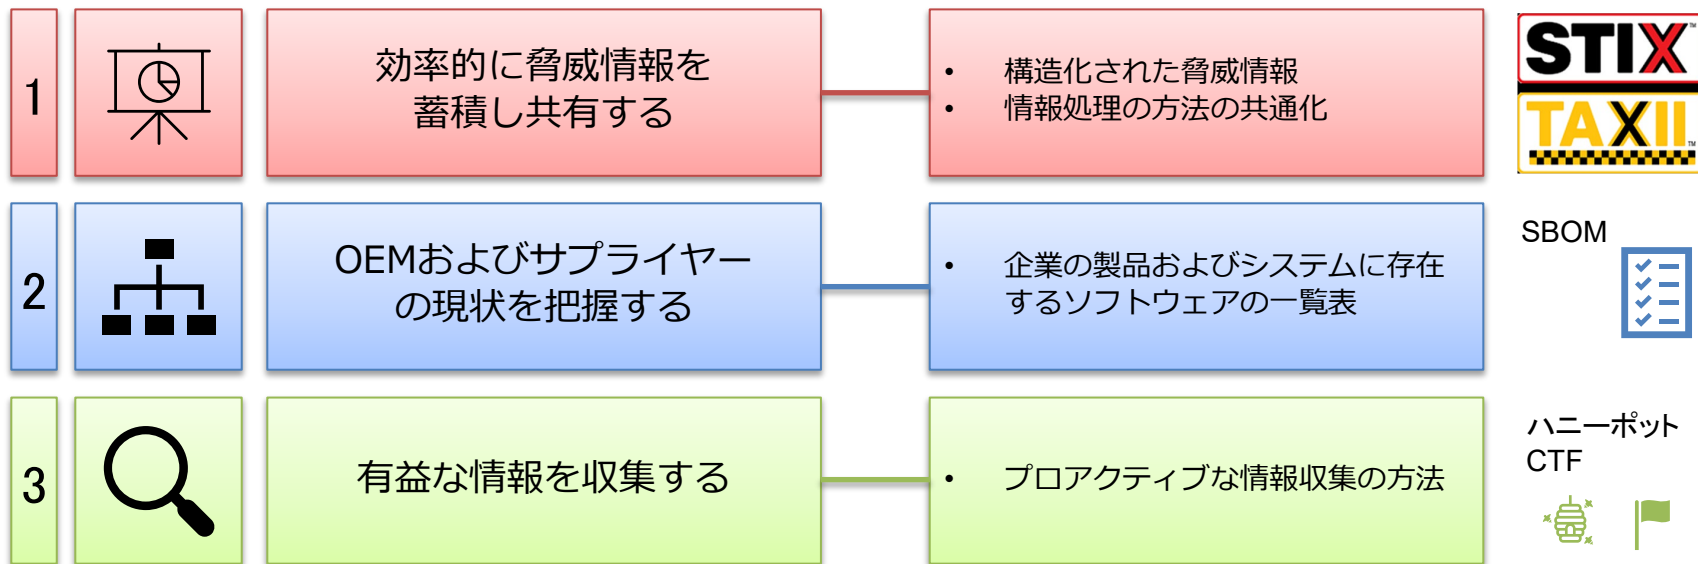 1
効率的に脅威情報を
蓄積し共有する
• 構造化された脅威情報
• 情報処理の方法の共通化
STIX™
TAXII™
2
OEMおよびサプライヤー
の現状を把握する
• 企業の製品およびシステムに存在
するソフトウェアの一覧表
SBOM
3
有益な情報を収集する
• プロアクティブな情報収集の方法
ハニーポット
CTF